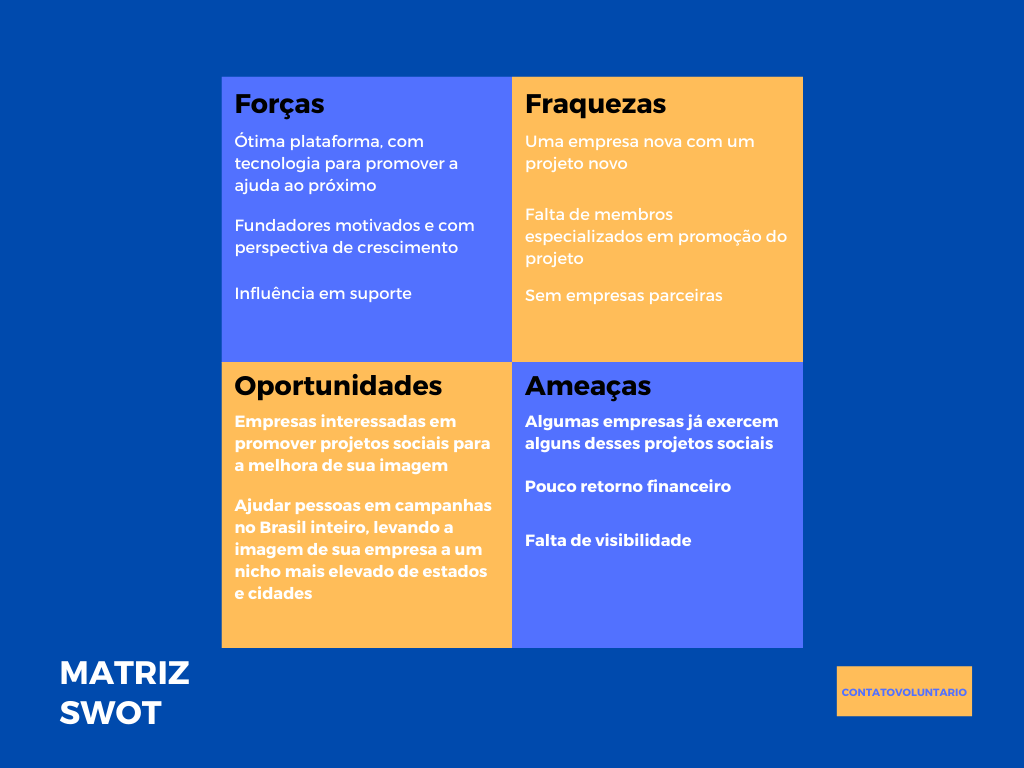 Forças
Ótima plataforma, com
tecnologia para promover a
ajuda ao próximo
Fundadores motivados e com
perspectiva de crescimento
Influência em suporte
Fraquezas
Uma empresa nova com um
projeto novo
Falta de membros
especializados em promoção do
projeto
Sem empresas parceiras
Oportunidades
Empresas interessadas em
promover projetos sociais para
a melhora de sua imagem
Ajudar pessoas em campanhas
no Brasil inteiro, levando a
imagem de sua empresa a um
nicho mais elevado de estados
e cidades
Ameaças
Algumas empresas já exercem
alguns desses projetos sociais
Pouco retorno financeiro
Falta de visibilidade
MATRIZ
SWOT
CONTATOVOLUNTARIO